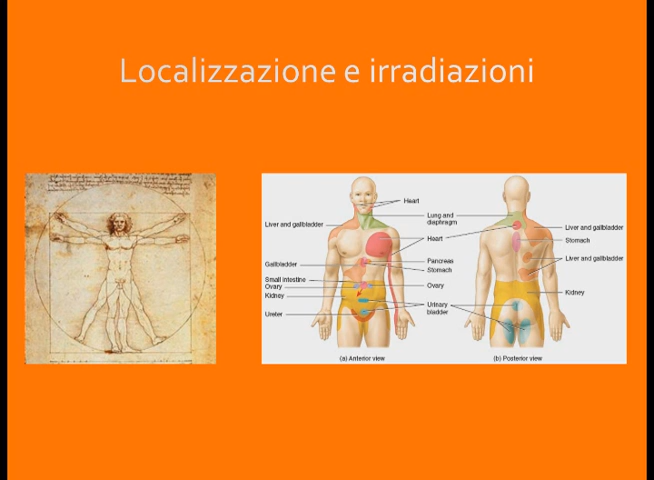 Localizzazione e irradiazioni
Heart
Liver and gallbladder
Gallbladder
Small intestine
Ovary
Kidney
Ureter
Lung and
diaphragm
Heart
Pancreas
Stomach
Ovary
Urinary
bladder
Liver and gallbladder
Stomach
Liver and gallbladder
Kidney
(a) Anterior view
(b) Posterior view